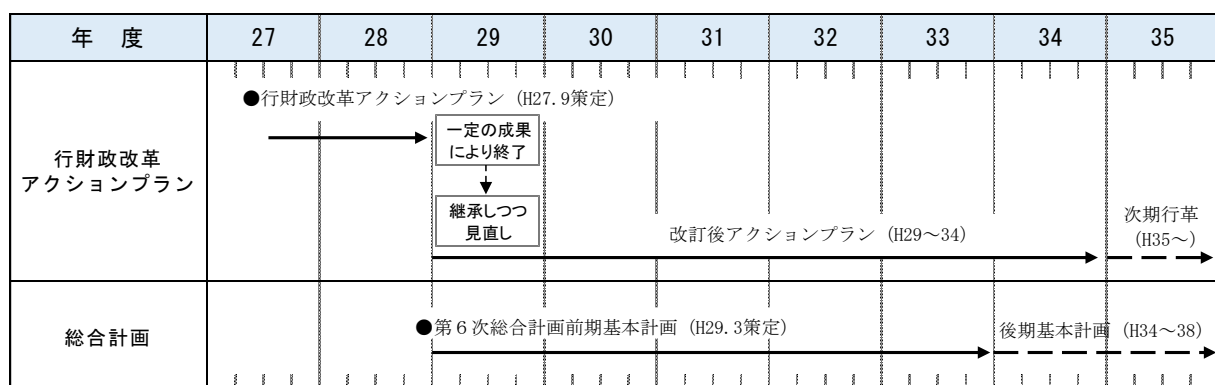 年　度 27 28 29 30 31 32 33 34 35
行財政改革
アクションプラン
●行財政改革アクションプラン（H27.9策定）
一定の成果
により終了
継承しつつ
見直し
改訂後アクションプラン（H29～34）
次期行革
（H35～）
総合計画
●第６次総合計画前期基本計画（H29.3策定）
後期基本計画（H34～38）